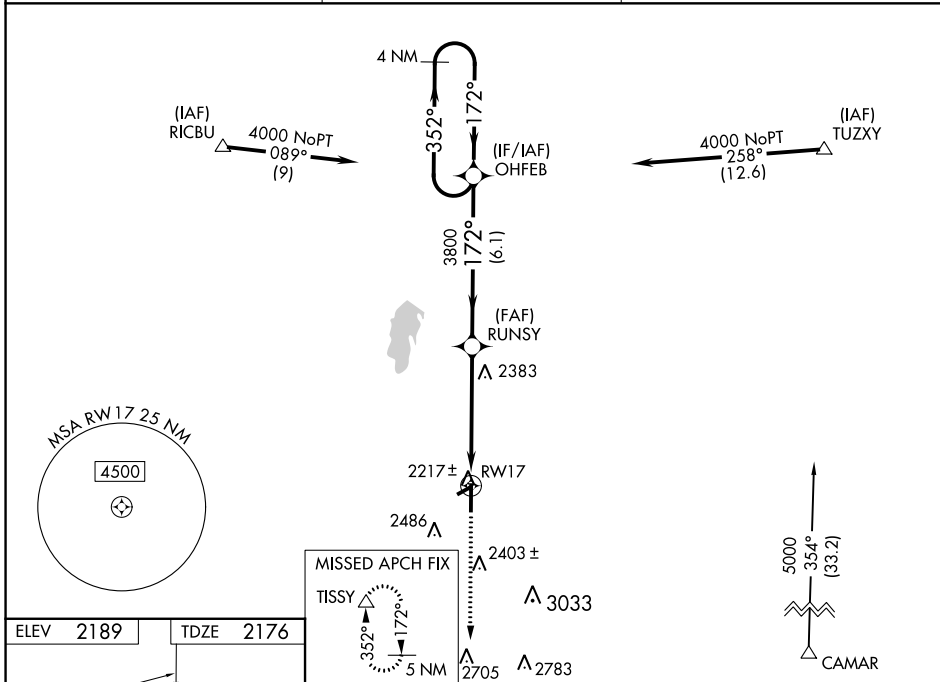 4 NM
352°
172°
(IAF)
RICBU
4000 NoPT
089°
(9)
(IF/IAF)
OHFEB
(IAF)
TUZXY
4000 NoPT
258°
(12.6)
3800
172°
(6.1)
(FAF)
RUNSY
2383
MSA RW17 25 NM
4500
2217 ±
RW17
2486
2403 ±
3033
2705
2783
MISSED APCH FIX
TISSY
352°
172°
5 NM
5000
354°
(33.2)
CAMAR
ELEV 2189
TDZE 2176